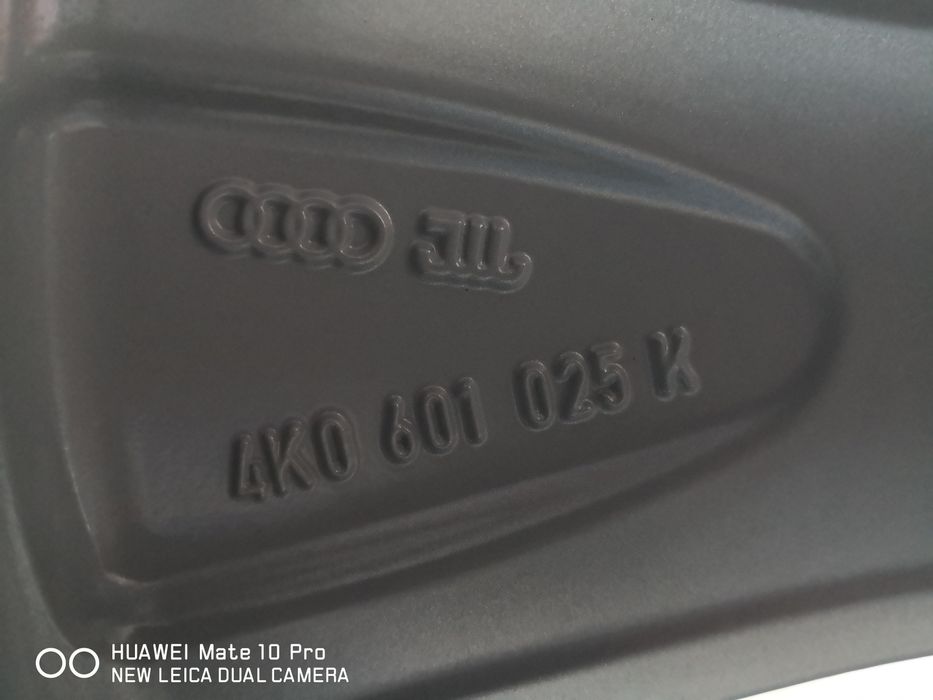 4K0 601 025 K
HUAWEI Mate 10 Pro
NEW LEICA DUAL CAMERA